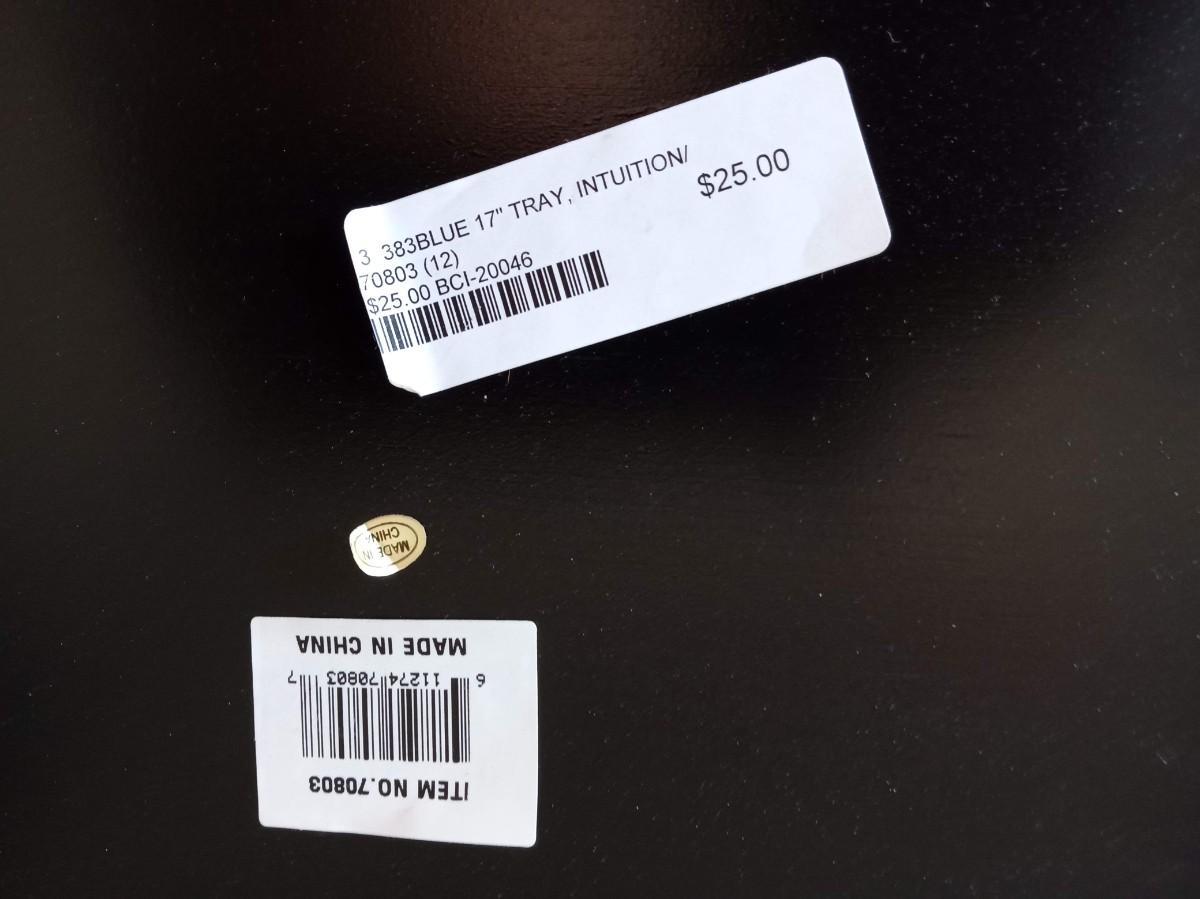 3 383BLUE 17" TRAY, INTUITION/
70803 (12)
$25.00 BCI-20046
$25.00
MADE IN
CHINA
ITEM NO.70803
6 11274 70803 7
MADE IN CHINA